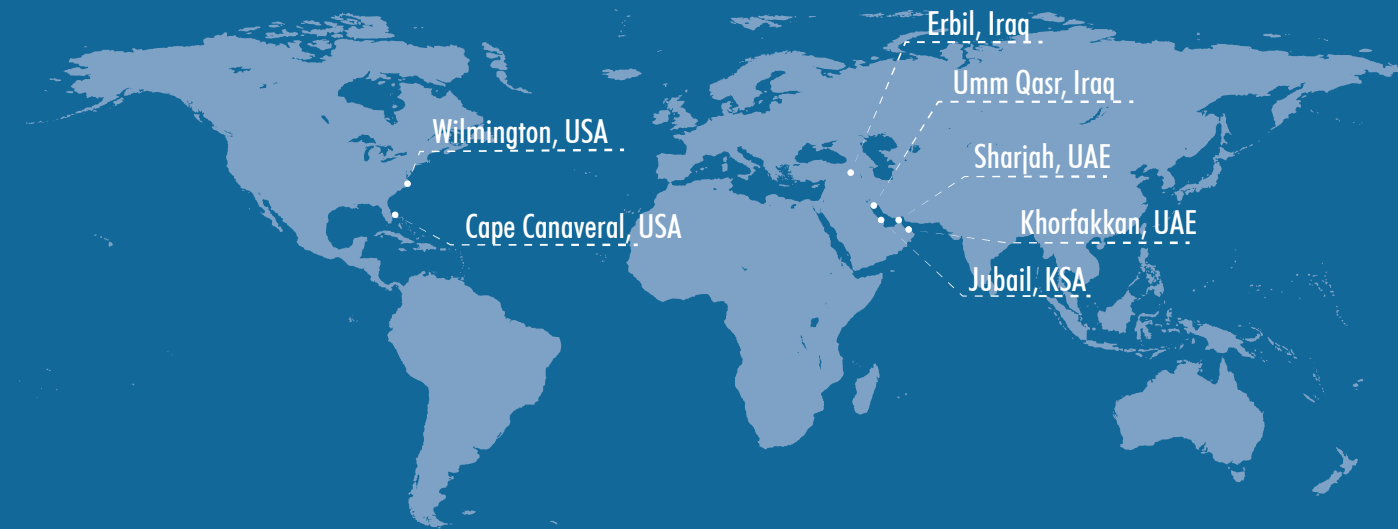 Erbil, Iraq
Umm Qasr, Iraq
Wilmington, USA
Sharjah, UAE
Cape Canaveral, USA
Khorfakkan, UAE
Jubail, KSA